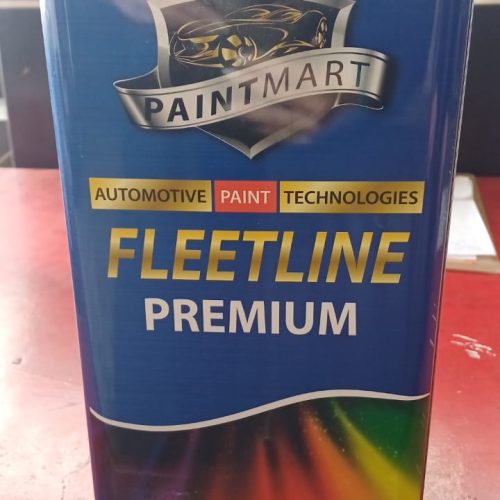 PAINTMART
AUTOMOTIVE PAINT TECHNOLOGIES
FLEETLINE
PREMIUM